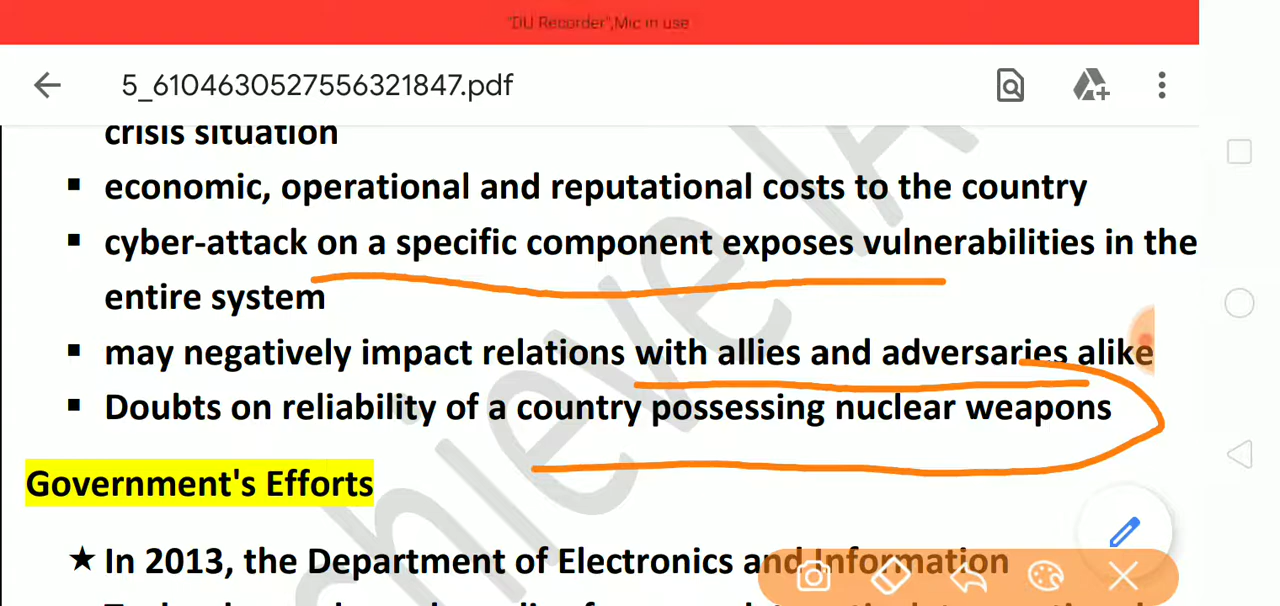 "DU Recorder",Mic in use
5_6104630527556321847.pdf
crisis situation
▪ economic, operational and reputational costs to the country
▪ cyber-attack on a specific component exposes vulnerabilities in the
entire system
▪ may negatively impact relations with allies and adversaries alike
▪ Doubts on reliability of a country possessing nuclear weapons
Government's Efforts
★ In 2013, the Department of Electronics and Information